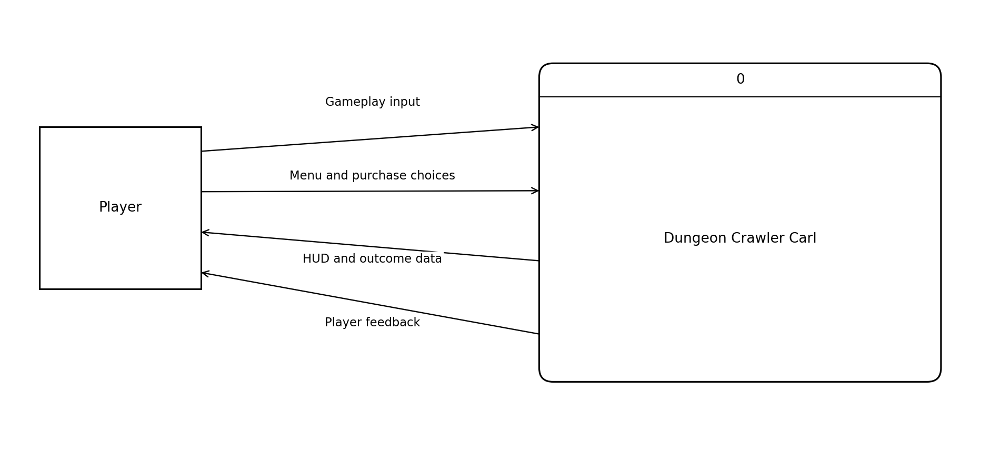 0
Gameplay input
Menu and purchase choices
Player
Dungeon Crawler Carl
HUD and outcome data
Player feedback